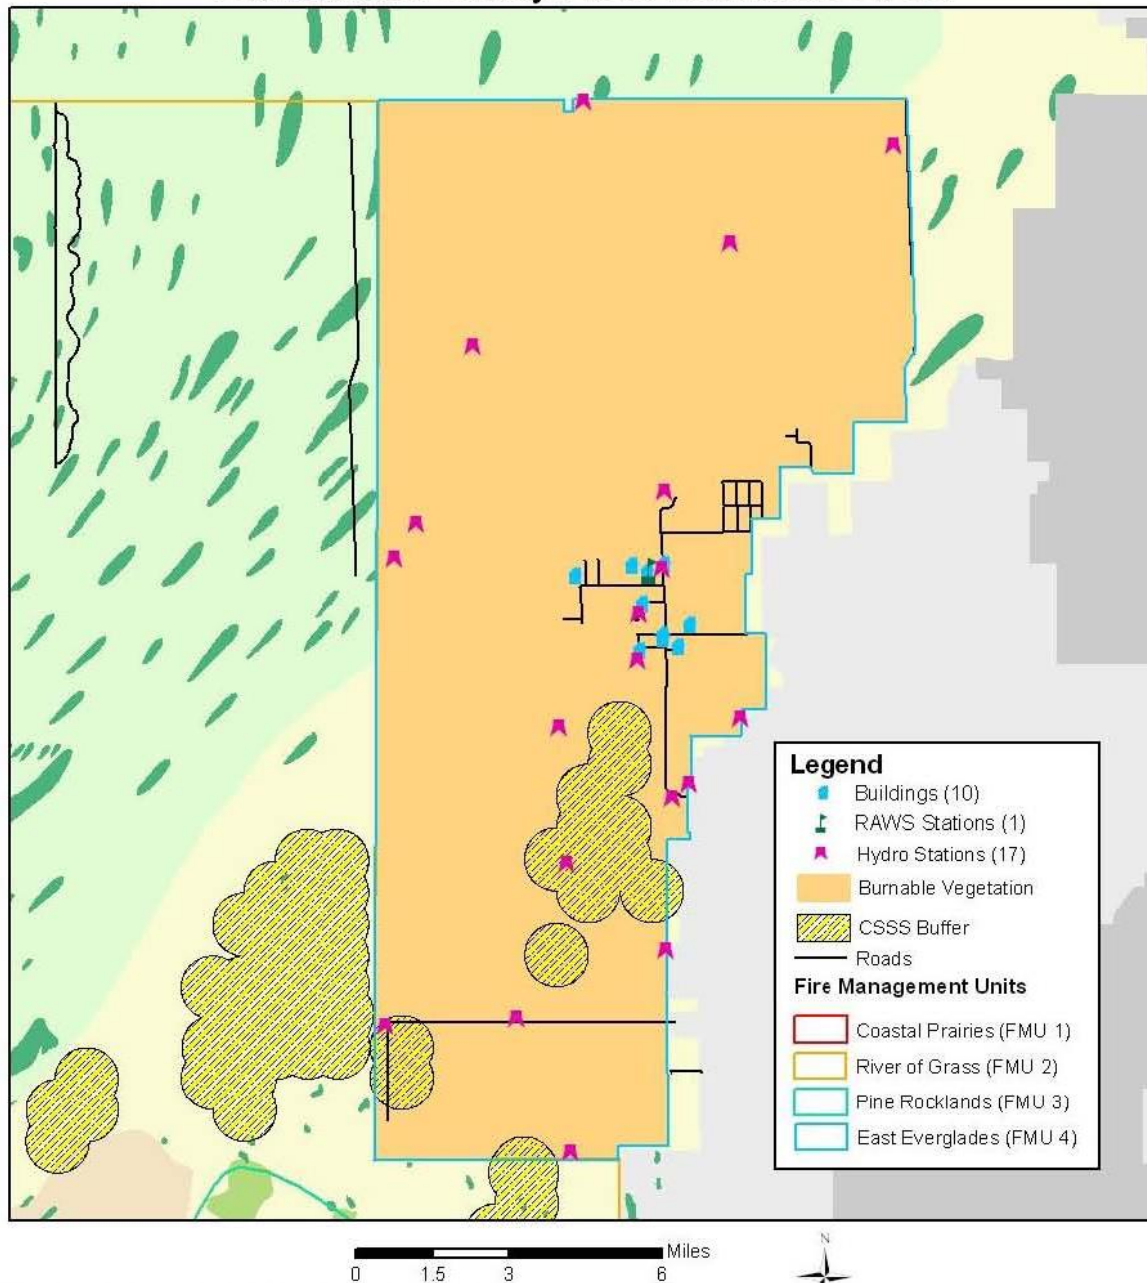 Legend
Buildings (10)
RAWS Stations (1)
Hydro Stations (17)
Burnable Vegetation
CSSS Buffer
Roads
Fire Management Units
Coastal Prairies (FMU 1)
River of Grass (FMU 2)
Pine Rocklands (FMU 3)
East Everglades (FMU 4)
Miles
0 1.5 3 6
N